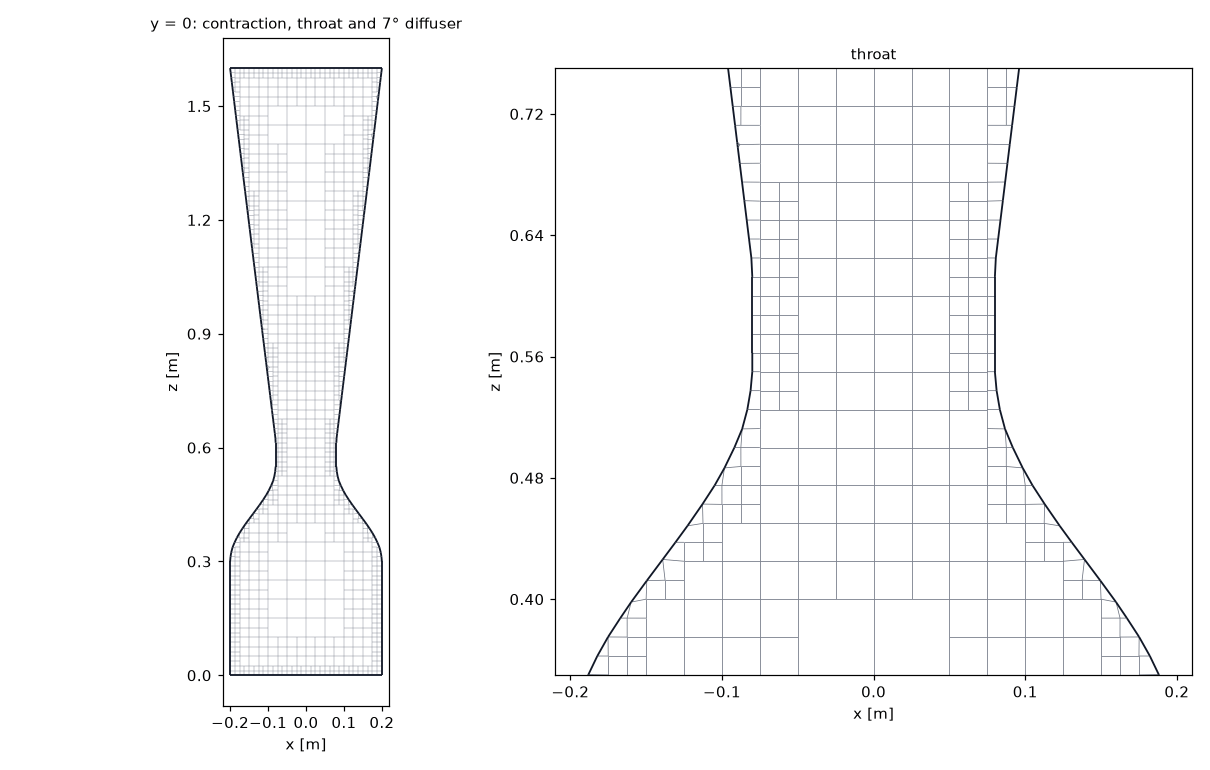 y = 0: contraction, throat and 7° diffuser
1.5
1.2
0.9
0.6
0.3
0.0
z [m]
−0.2 −0.1 0.0 0.1 0.2
x [m]
throat
0.72
0.64
0.56
0.48
0.40
z [m]
−0.2 −0.1 0.0 0.1 0.2
x [m]